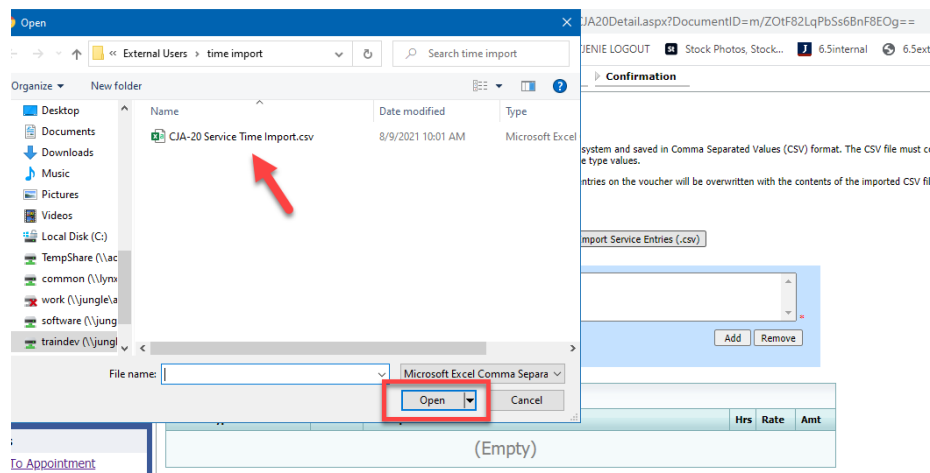 Open
JA20Detail.aspx?DocumentID=m/ZOtF82LqPbSs6BnF8EOg==
« External Users › time import
Search time import
JENIE LOGOUT
St Stock Photos, Stock...
J 6.5internal
6.5ext
Organize
New folder
Confirmation
Desktop
Name
Date modified
Type
Documents
CJA-20 Service Time Import.csv
8/9/2021 10:01 AM
Microsoft Excel
Downloads
system and saved in Comma Separated Values (CSV) format. The CSV file must c
Music
e type values.
Pictures
ntries on the voucher will be overwritten with the contents of the imported CSV fi
Videos
Local Disk (C:)
mport Service Entries (.csv)
TempShare (\\ac
common (\\lynx
work (\\jungle\a
software (\\jung
Add
Remove
traindev (\\jungl
File name:
Microsoft Excel Comma Separa
Open
Cancel
Hrs Rate Amt
(Empty)
To Appointment